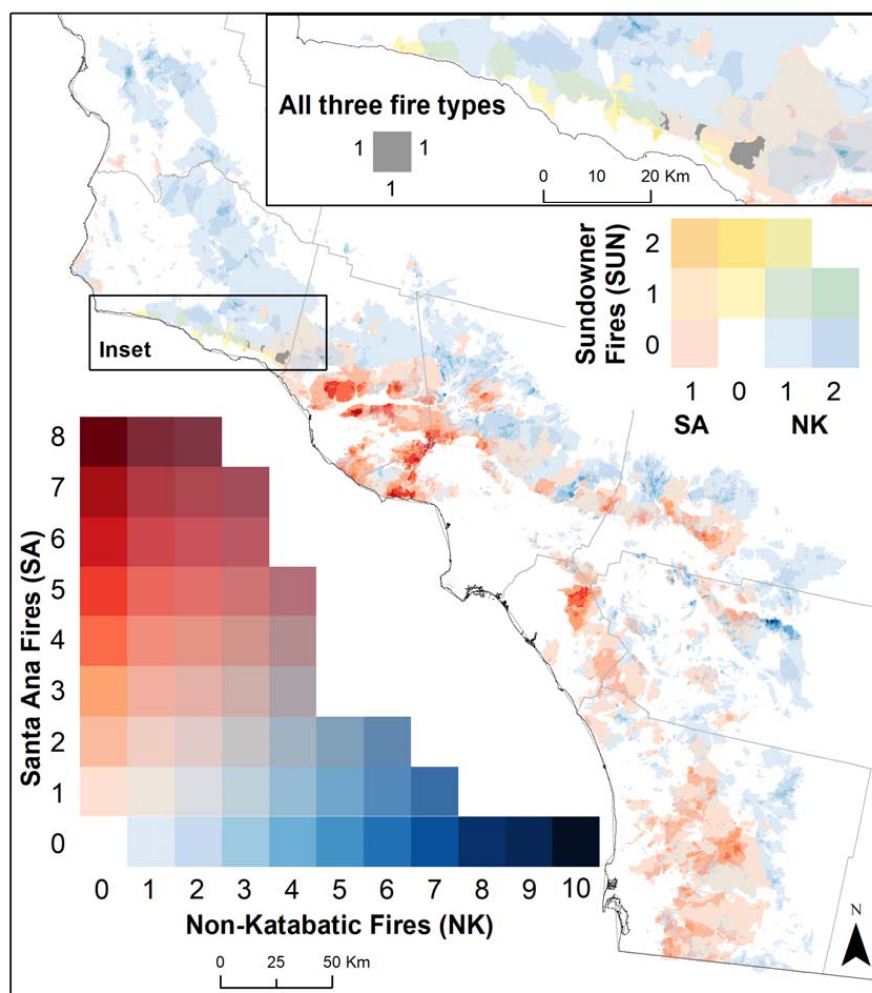 All three fire types
1 1
1
0 10 20 Km
Inset
Sundowner
Fires (SUN)
2
1
0
1 0 1 2
SA NK
Santa Ana Fires (SA)
8
7
6
5
4
3
2
1
0
0 1 2 3 4 5 6 7 8 9 10
Non-Katabatic Fires (NK)
0 25 50 Km
N